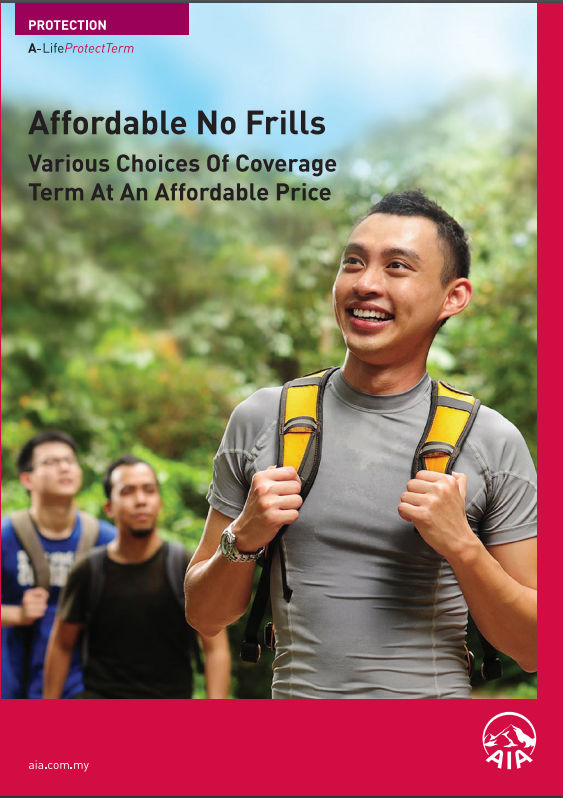 PROTECTION
A-LifeProtectTerm
Affordable No Frills
Various Choices Of Coverage
Term At An Affordable Price
aia.com.my
AIA